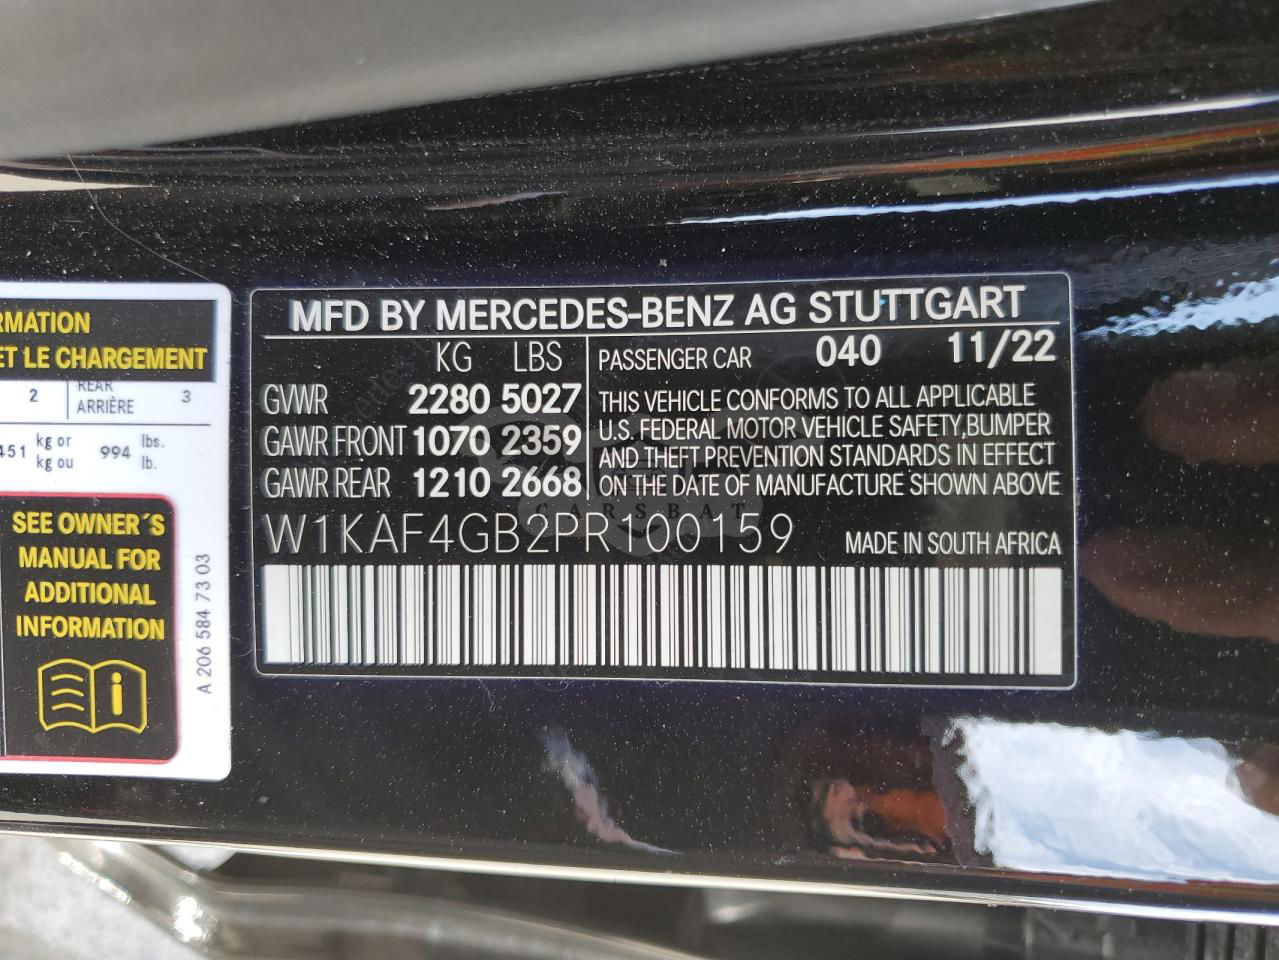 RMATION
ET LE CHARGEMENT
2 REAR ARRIÈRE 3
451 kg or kg ou 994 lbs. lb.
SEE OWNER´S
MANUAL FOR
ADDITIONAL
INFORMATION
A 206 584 73 03
MFD BY MERCEDES-BENZ AG STUTTGART
KG LBS
GVWR 2280 5027
GAWR FRONT 1070 2359
GAWR REAR 1210 2668
PASSENGER CAR 040 11/22
THIS VEHICLE CONFORMS TO ALL APPLICABLE
U.S. FEDERAL MOTOR VEHICLE SAFETY,BUMPER
AND THEFT PREVENTION STANDARDS IN EFFECT
ON THE DATE OF MANUFACTURE SHOWN ABOVE
CARSBAT
W1KAF4GB2PR100159 MADE IN SOUTH AFRICA